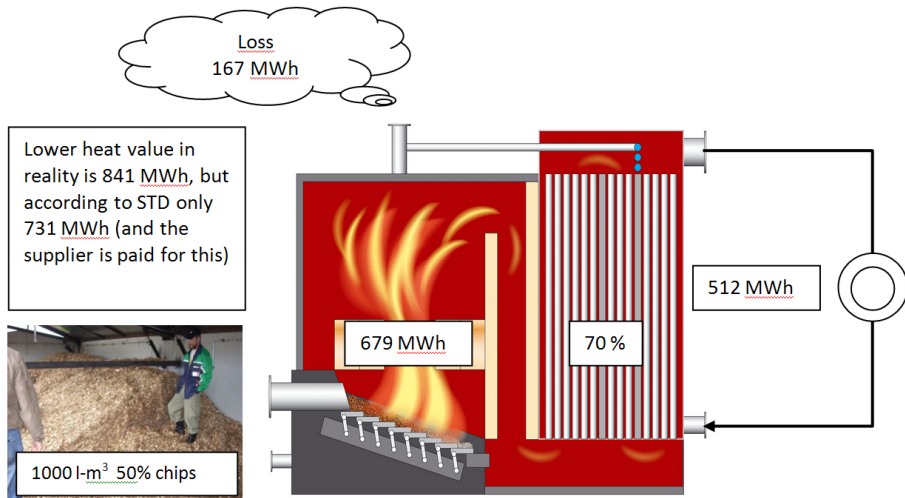 Loss
167 MWh
Lower heat value in
reality is 841 MWh, but
according to STD only
731 MWh (and the
supplier is paid for this)
679 MWh
70 %
512 MWh
1000 l-m³ 50% chips